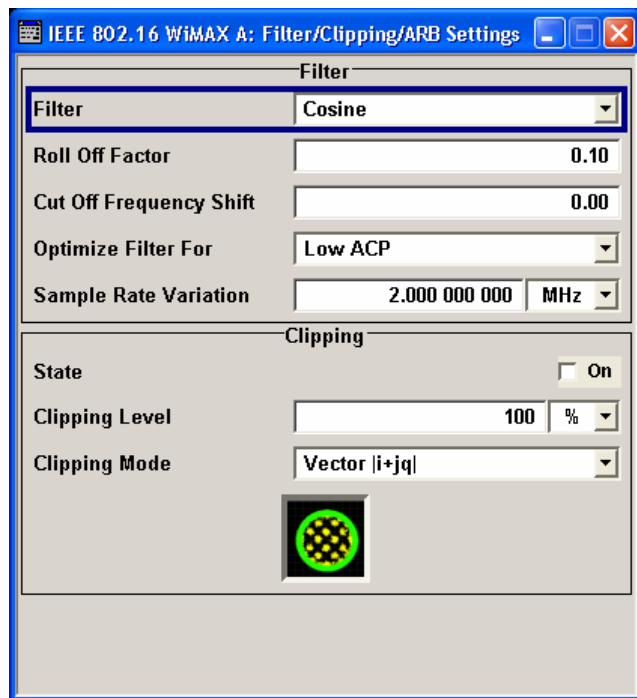 IEEE 802.16 WiMAX A: Filter/Clipping/ARB Settings
Filter
Filter Cosine
Roll Off Factor 0.10
Cut Off Frequency Shift 0.00
Optimize Filter For Low ACP
Sample Rate Variation 2.000 000 000 MHz
Clipping
State On
Clipping Level 100 %
Clipping Mode Vector |i+jq|